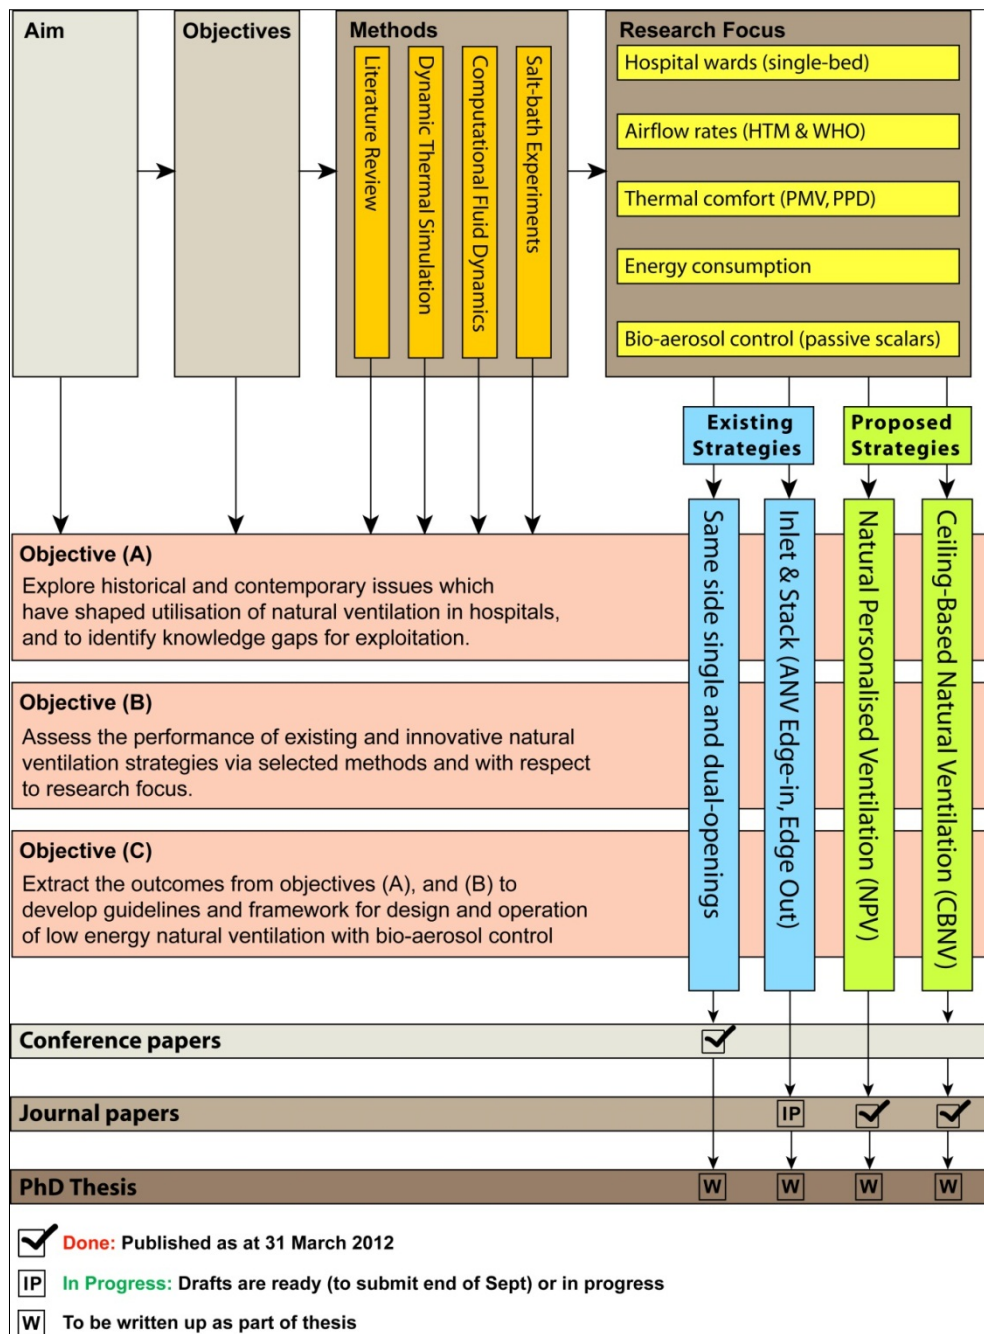 Aim
Objectives
Methods
Literature Review
Dynamic Thermal Simulation
Computational Fluid Dynamics
Salt-bath Experiments
Research Focus
Hospital wards (single-bed)
Airflow rates (HTM & WHO)
Thermal comfort (PMV, PPD)
Energy consumption
Bio-aerosol control (passive scalars)
Existing
Strategies
Proposed
Strategies
Same side single and dual-openings
Inlet & Stack (ANV Edge-in, Edge Out)
Natural Personalised Ventilation (NPV)
Ceiling-Based Natural Ventilation (CBNV)
Objective (A)
Explore historical and contemporary issues which
have shaped utilisation of natural ventilation in hospitals,
and to identify knowledge gaps for exploitation.
Objective (B)
Assess the performance of existing and innovative natural
ventilation strategies via selected methods and with respect
to research focus.
Objective (C)
Extract the outcomes from objectives (A), and (B) to
develop guidelines and framework for design and operation
of low energy natural ventilation with bio-aerosol control
Conference papers
Journal papers
IP
PhD Thesis
W W W W
Done: Published as at 31 March 2012
IP In Progress: Drafts are ready (to submit end of Sept) or in progress
W To be written up as part of thesis